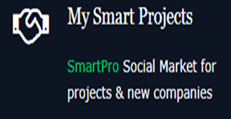 My Smart Projects
SmartPro Social Market for
projects & new companies